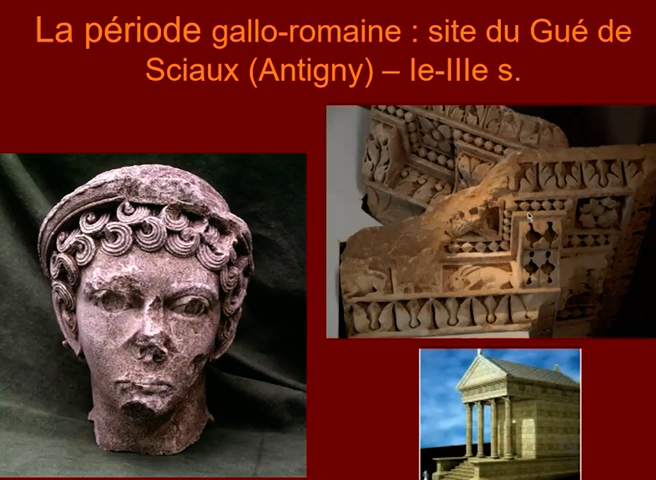 La période gallo-romaine : site du Gué de
Sciaux (Antigny) – Ie-IIIe s.